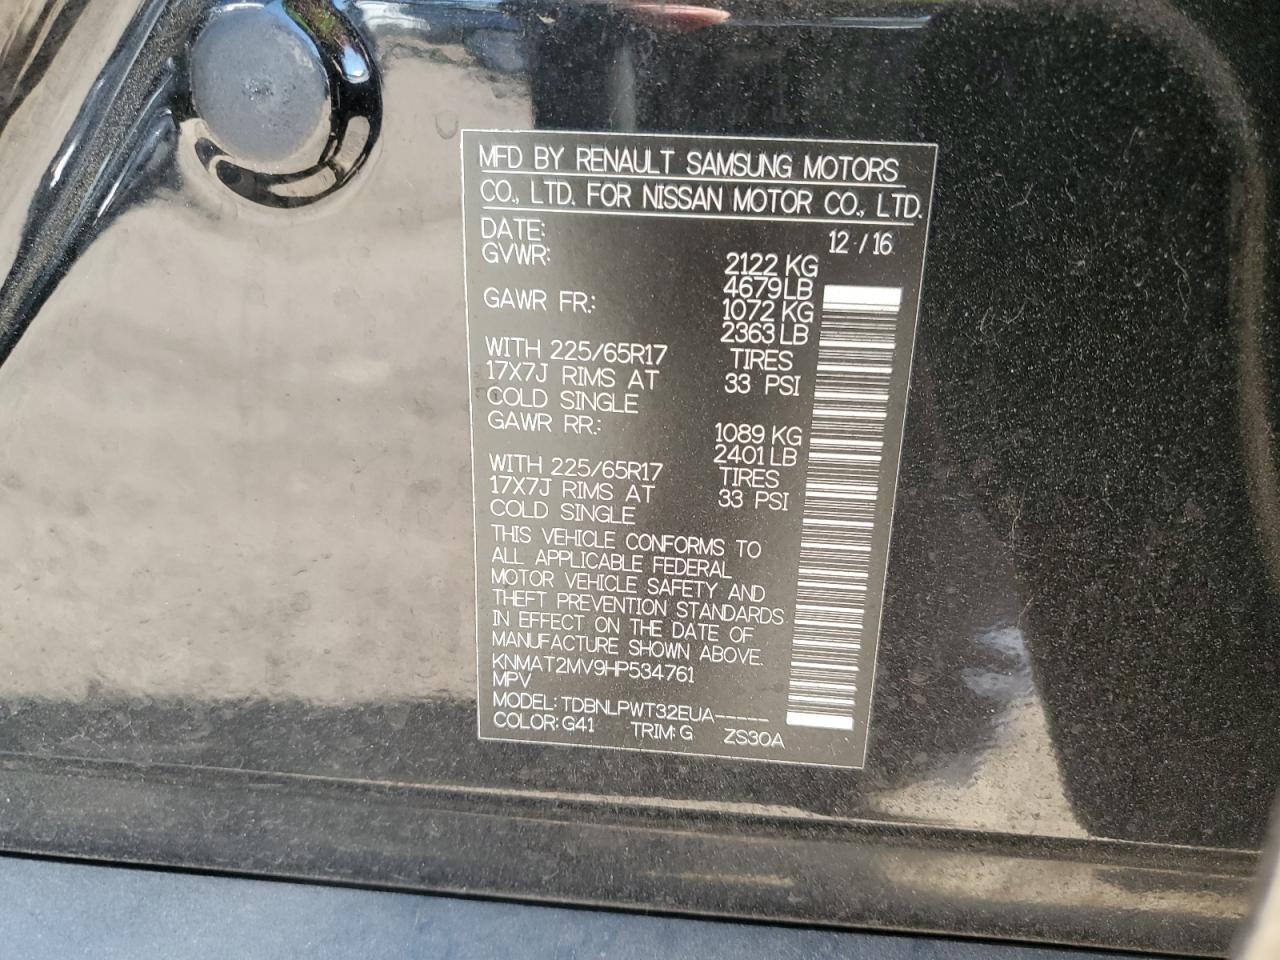 MFD BY RENAULT SAMSUNG MOTORS
CO., LTD. FOR NISSAN MOTOR CO., LTD.
DATE: 12 / 16
GVWR: 2122 KG
4679 LB
GAWR FR.: 1072 KG
2363 LB
WITH 225/65R17 TIRES
17X7J RIMS AT 33 PSI
COLD SINGLE
GAWR RR.: 1089 KG
2401 LB
WITH 225/65R17 TIRES
17X7J RIMS AT 33 PSI
COLD SINGLE
THIS VEHICLE CONFORMS TO
ALL APPLICABLE FEDERAL
MOTOR VEHICLE SAFETY AND
THEFT PREVENTION STANDARDS
IN EFFECT ON THE DATE OF
MANUFACTURE SHOWN ABOVE.
KNMAT2MV9HP534761
MPV
MODEL: TDBNLPWT32EUA-----
COLOR: G41 TRIM: G ZS30A